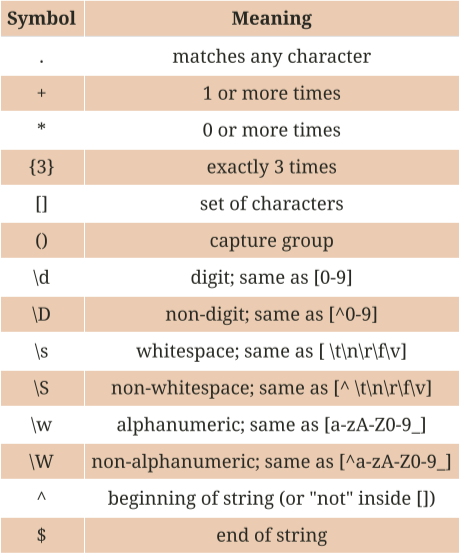 Symbol Meaning
. matches any character
+ 1 or more times
* 0 or more times
{3} exactly 3 times
[] set of characters
() capture group
\d digit; same as [0-9]
\D non-digit; same as [^0-9]
\s whitespace; same as [ \t\n\r\f\v]
\S non-whitespace; same as [^ \t\n\r\f\v]
\w alphanumeric; same as [a-zA-Z0-9_]
\W non-alphanumeric; same as [^a-zA-Z0-9_]
^ beginning of string (or "not" inside [])
$ end of string